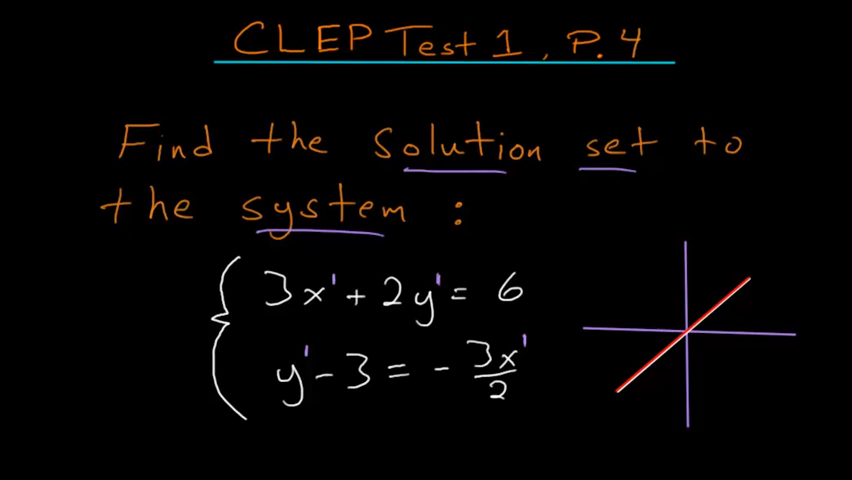 CLEP Test 1, P.4
Find the solution set to
the system :
3x' + 2y' = 6
y' - 3 = - 3x'/2